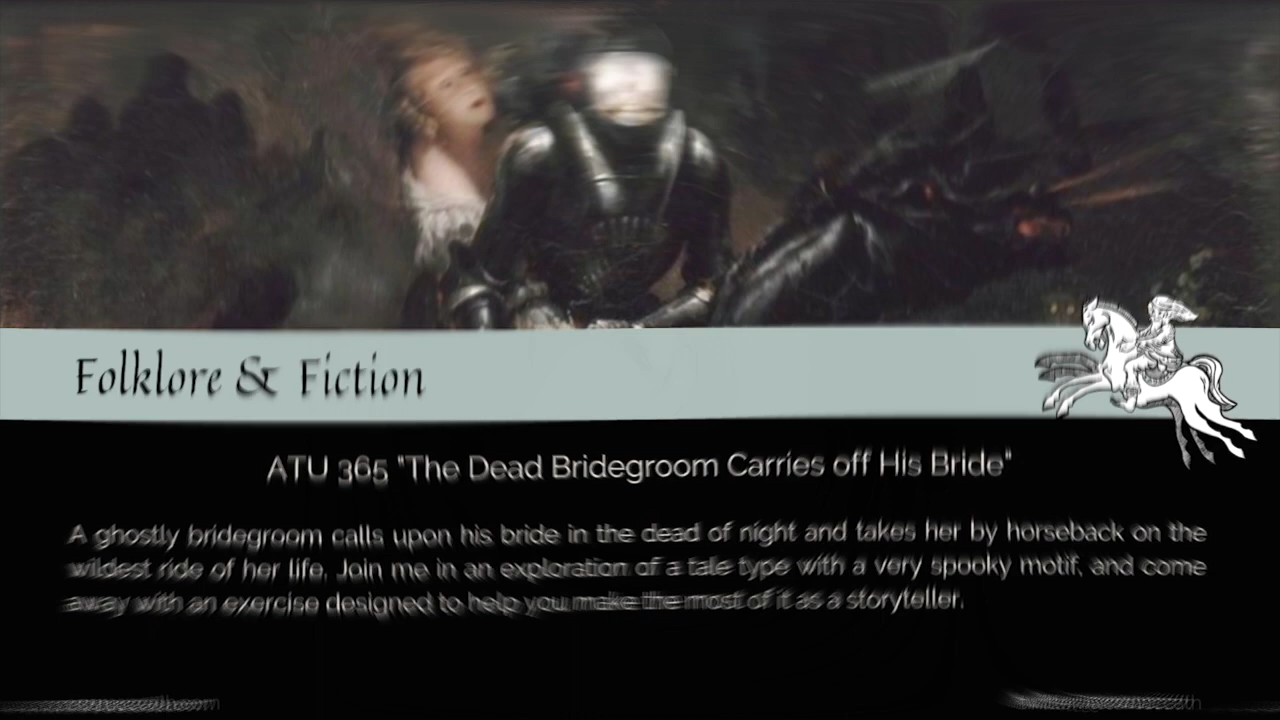 Folklore & Fiction
ATU 365 "The Dead Bridegroom Carries off His Bride"
A ghostly bridegroom calls upon his bride in the dead of night and takes her by horseback on the
wildest ride of her life. Join me in an exploration of a tale type with a very spooky motif, and come
away with an exercise designed to help you make the most of it as a storyteller.